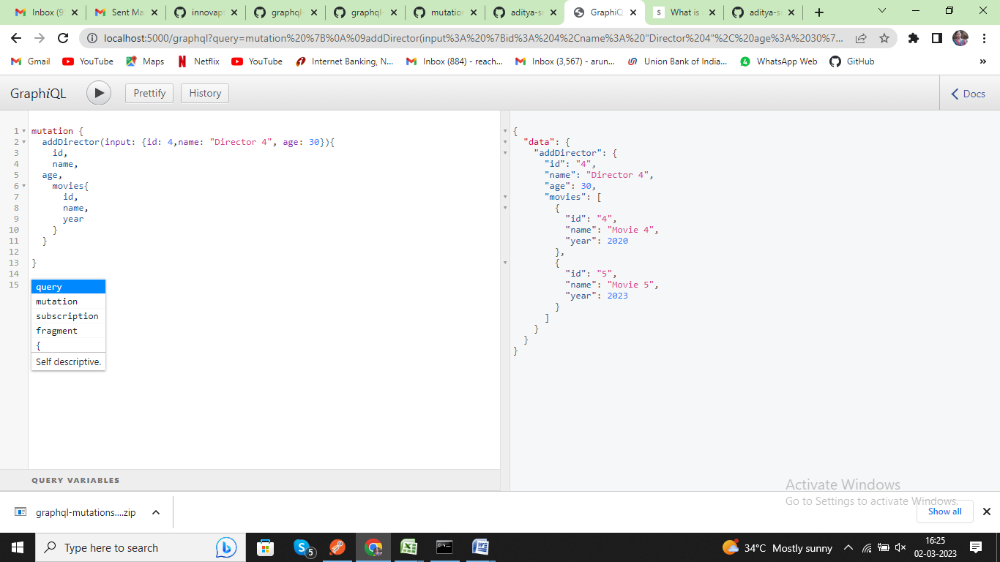 Inbox (9
Sent Ma
innovap
graphql-
graphql-
mutation
aditya-s
GraphiQ
What is
aditya-s
localhost:5000/graphql?query=mutation%20%7B%0A%09addDirector(input%3A%20%7Bid%3A%204%2Cname%3A%20"Director%204"%2C%20age%3A%2030%7...
Gmail
YouTube
Maps
Netflix
YouTube
Internet Banking, N...
Inbox (884) - reach...
Inbox (3,567) - arun...
Union Bank of India...
WhatsApp Web
GitHub
GraphiQL
Prettify
History
Docs
1 mutation {
2 addDirector(input: {id: 4,name: "Director 4", age: 30}){
3 id,
4 name,
5 age,
6 movies{
7 id,
8 name,
9 year
10 }
11 }
12
13 }
14
15
query
mutation
subscription
fragment
{
Self descriptive.
{
"data": {
"addDirector": {
"id": "4",
"name": "Director 4",
"age": 30,
"movies": [
{
"id": "4",
"name": "Movie 4",
"year": 2020
},
{
"id": "5",
"name": "Movie 5",
"year": 2023
}
]
}
}
}
QUERY VARIABLES
Activate Windows
Go to Settings to activate Windows.
graphql-mutations....zip
Show all
Type here to search
5
34°C Mostly sunny
16:25
02-03-2023